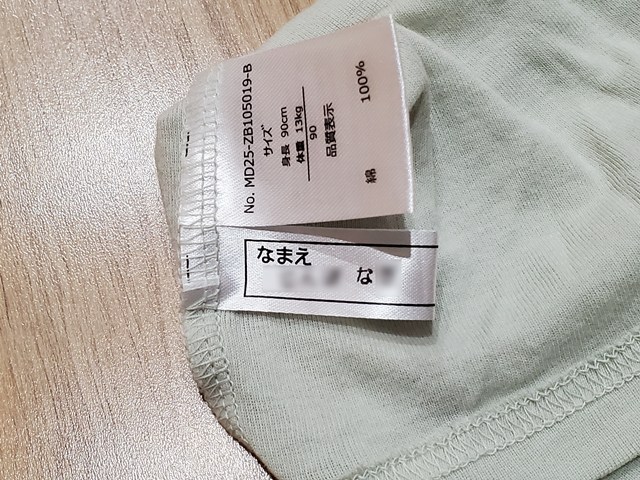 No. MD25-ZB105019-B
サイズ
身長 90cm
体重 13kg
90
品質表示
綿 100%
なまえ
な